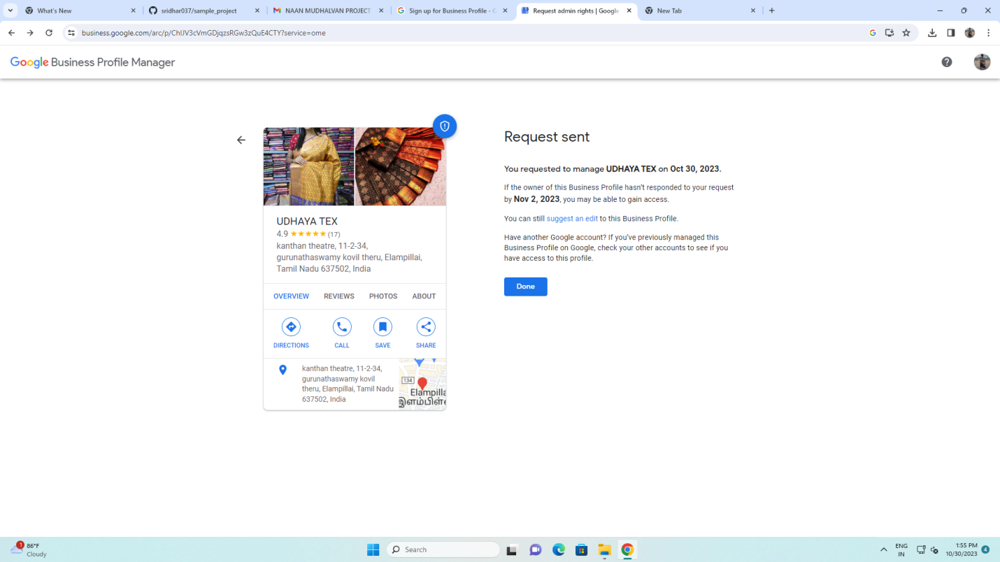 What's New
sridhar037/sample_project
NAAN MUDHALVAN PROJECT
Sign up for Business Profile - G
Request admin rights | Google
New Tab
business.google.com/arc/p/ChIJV3cVmGDjqzsRGw3zQuE4CTY?service=ome
Google Business Profile Manager
UDHAYA TEX
4.9 ★★★★★ (17)
kanthan theatre, 11-2-34,
gurunathaswamy kovil theru, Elampillai,
Tamil Nadu 637502, India
OVERVIEW REVIEWS PHOTOS ABOUT
DIRECTIONS CALL SAVE SHARE
kanthan theatre, 11-2-34,
gurunathaswamy kovil
theru, Elampillai, Tamil Nadu
637502, India
134
Elampilla
Request sent
You requested to manage UDHAYA TEX on Oct 30, 2023.
If the owner of this Business Profile hasn't responded to your request
by Nov 2, 2023, you may be able to gain access.
You can still suggest an edit to this Business Profile.
Have another Google account? If you've previously managed this
Business Profile on Google, check your other accounts to see if you
have access to this profile.
Done
1
86°F
Cloudy
Search
ENG
IN
1:55 PM
10/30/2023
4